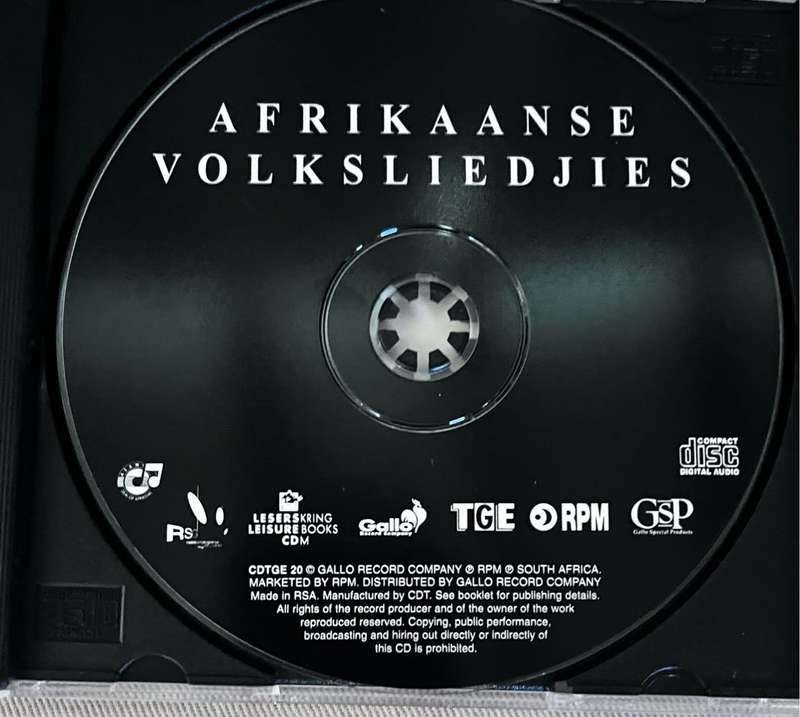 AFRIKAANSE
VOLKSLIEDJIES
COMPACT
disc
DIGITAL AUDIO
LESERSKRING
LEISURE BOOKS
CDM
Gallo
Record Company
TGE
RPM
GSP
Gallo Special Products
CDTGE 20 © GALLO RECORD COMPANY ℗ RPM ℗ SOUTH AFRICA.
MARKETED BY RPM. DISTRIBUTED BY GALLO RECORD COMPANY
Made in RSA. Manufactured by CDT. See booklet for publishing details.
All rights of the record producer and of the owner of the work
reproduced reserved. Copying, public performance,
broadcasting and hiring out directly or indirectly of
this CD is prohibited.